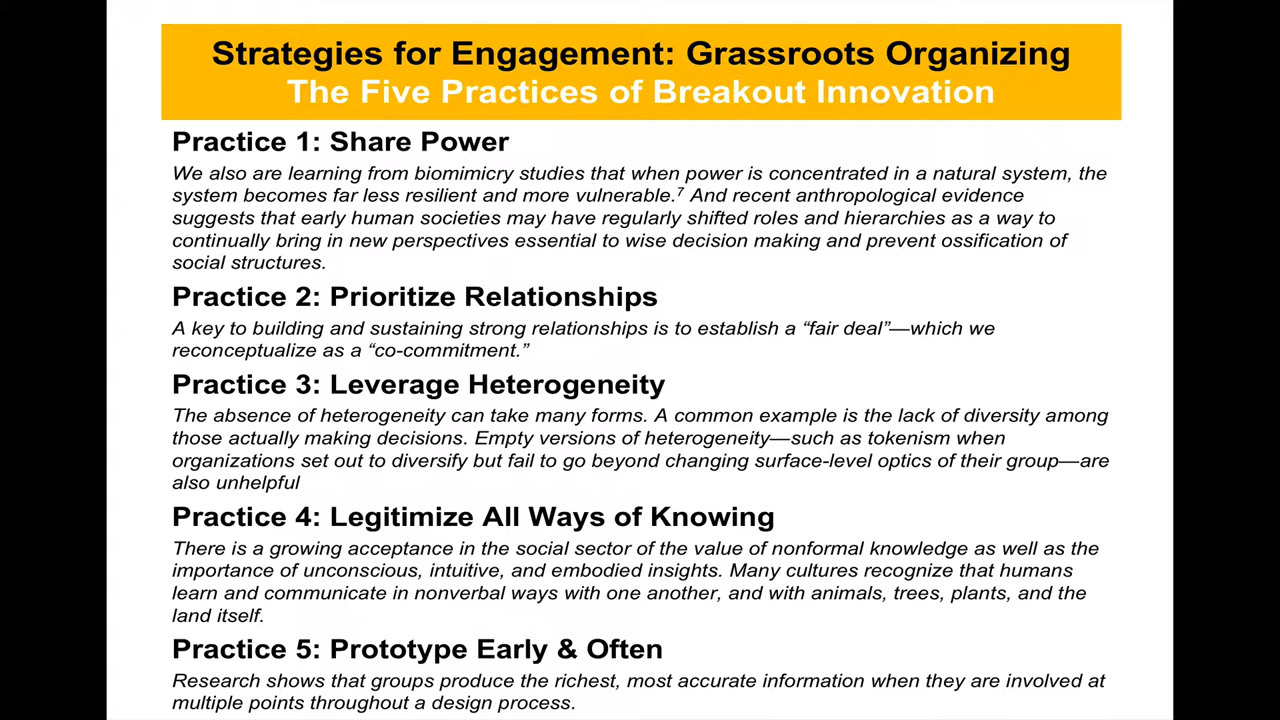 Strategies for Engagement: Grassroots Organizing
The Five Practices of Breakout Innovation
Practice 1: Share Power
We also are learning from biomimicry studies that when power is concentrated in a natural system, the
system becomes far less resilient and more vulnerable.⁷ And recent anthropological evidence
suggests that early human societies may have regularly shifted roles and hierarchies as a way to
continually bring in new perspectives essential to wise decision making and prevent ossification of
social structures.
Practice 2: Prioritize Relationships
A key to building and sustaining strong relationships is to establish a “fair deal”—which we
reconceptualize as a “co-commitment.”
Practice 3: Leverage Heterogeneity
The absence of heterogeneity can take many forms. A common example is the lack of diversity among
those actually making decisions. Empty versions of heterogeneity—such as tokenism when
organizations set out to diversify but fail to go beyond changing surface-level optics of their group—are
also unhelpful
Practice 4: Legitimize All Ways of Knowing
There is a growing acceptance in the social sector of the value of nonformal knowledge as well as the
importance of unconscious, intuitive, and embodied insights. Many cultures recognize that humans
learn and communicate in nonverbal ways with one another, and with animals, trees, plants, and the
land itself.
Practice 5: Prototype Early & Often
Research shows that groups produce the richest, most accurate information when they are involved at
multiple points throughout a design process.